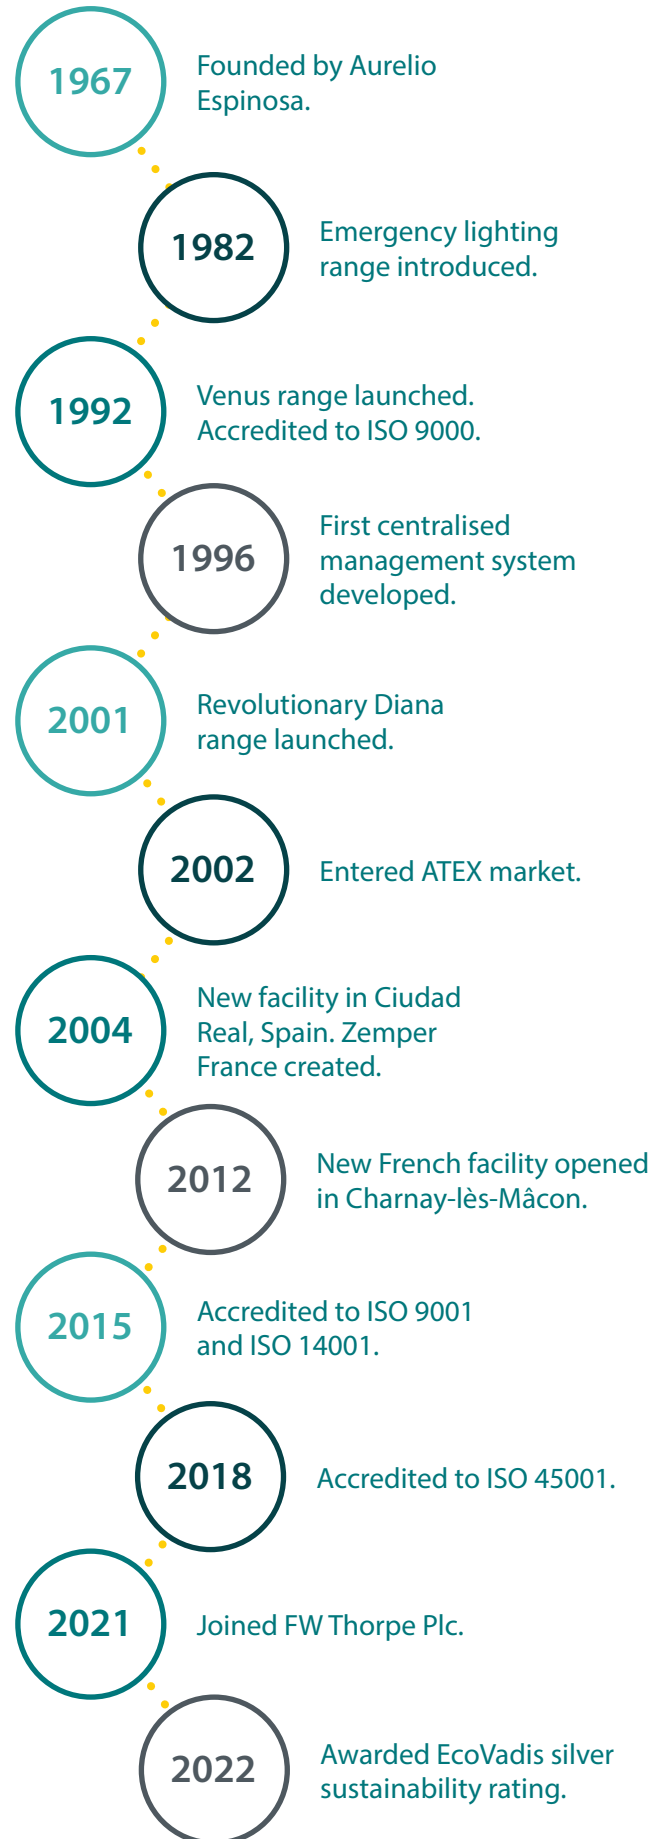 1967
Founded by Aurelio
Espinosa.
1982
Emergency lighting
range introduced.
1992
Venus range launched.
Accredited to ISO 9000.
1996
First centralised
management system
developed.
2001
Revolutionary Diana
range launched.
2002
Entered ATEX market.
2004
New facility in Ciudad
Real, Spain. Zemper
France created.
2012
New French facility opened
in Charnay-lès-Mâcon.
2015
Accredited to ISO 9001
and ISO 14001.
2018
Accredited to ISO 45001.
2021
Joined FW Thorpe Plc.
2022
Awarded EcoVadis silver
sustainability rating.